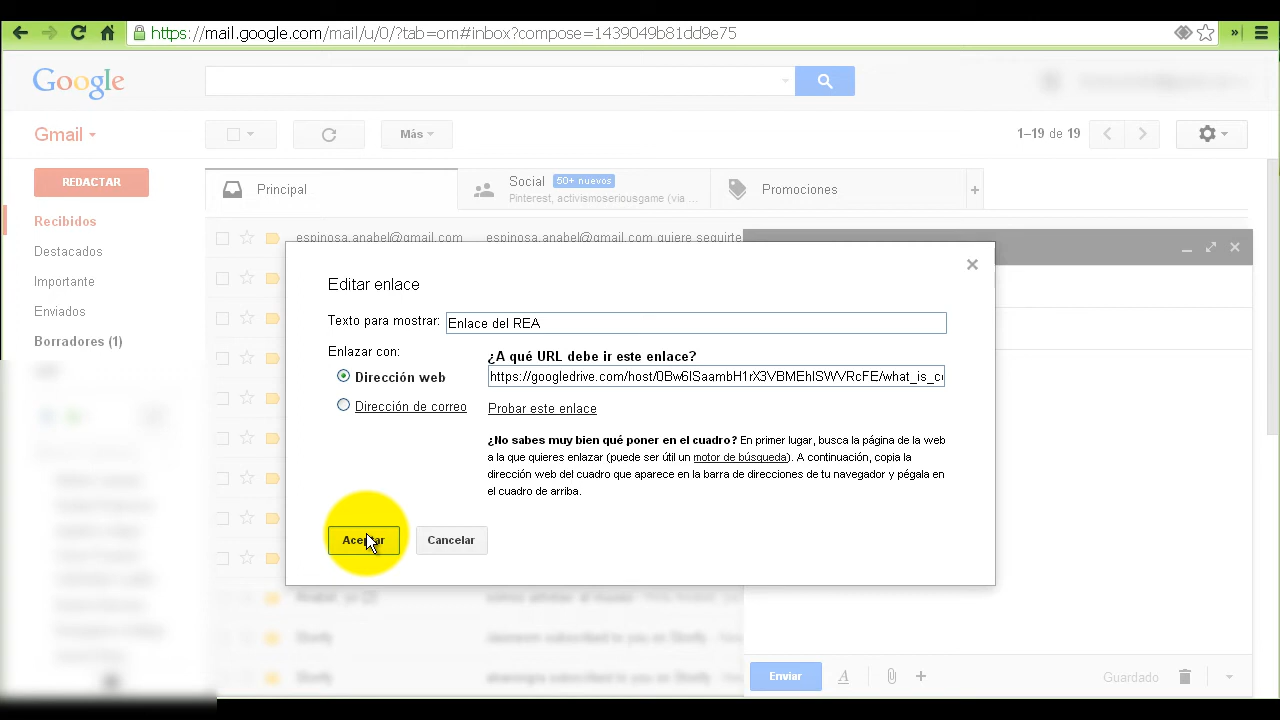 https://mail.google.com/mail/u/0/?tab=om#inbox?compose=1439049b81dd9e75
Google
Gmail
Más
1–19 de 19
REDACTAR
Principal
Social 50+ nuevos
Pinterest, activismoseriousgame (via ...
Promociones
Recibidos
Destacados
Importante
Enviados
Borradores (1)
espinosa.anabel@gmail.com espinosa.anabel@gmail.com quiere seguirte
Editar enlace
Texto para mostrar: Enlace del REA
Enlazar con:
¿A qué URL debe ir este enlace?
Dirección web
https://googledrive.com/host/
Dirección de correo
Probar este enlace
¿No sabes muy bien qué poner en el cuadro? En primer lugar, busca la página de la web
a la que quieres enlazar (puede ser útil un motor de búsqueda). A continuación, copia la
dirección web del cuadro que aparece en la barra de direcciones de tu navegador y pégala en
el cuadro de arriba.
Aceptar
Cancelar
Enviar
Guardado